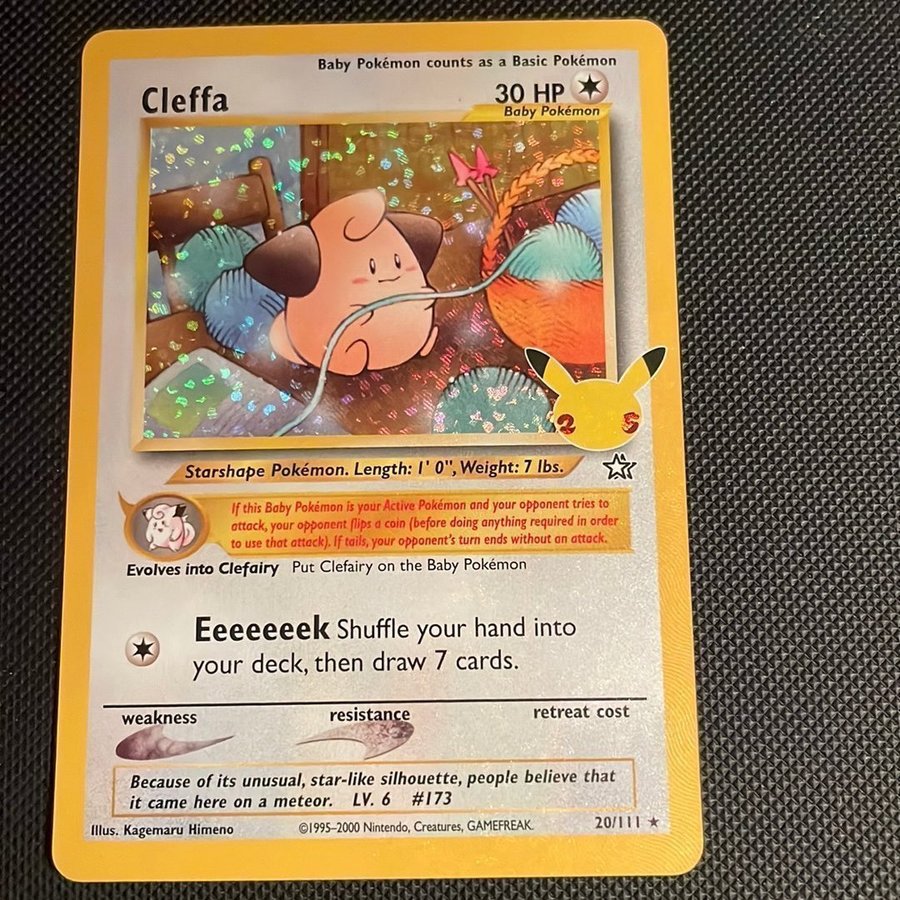 Baby Pokémon counts as a Basic Pokémon
Cleffa
30 HP
Baby Pokémon
25
Starshape Pokémon. Length: 1' 0", Weight: 7 lbs.
If this Baby Pokémon is your Active Pokémon and your opponent tries to
attack, your opponent flips a coin (before doing anything required in order
to use that attack). If tails, your opponent's turn ends without an attack.
Evolves into Clefairy Put Clefairy on the Baby Pokémon
Eeeeeeek Shuffle your hand into
your deck, then draw 7 cards.
weakness resistance retreat cost
Because of its unusual, star-like silhouette, people believe that
it came here on a meteor. LV. 6 #173
Illus. Kagemaru Himeno ©1995–2000 Nintendo, Creatures, GAMEFREAK. 20/111 ★